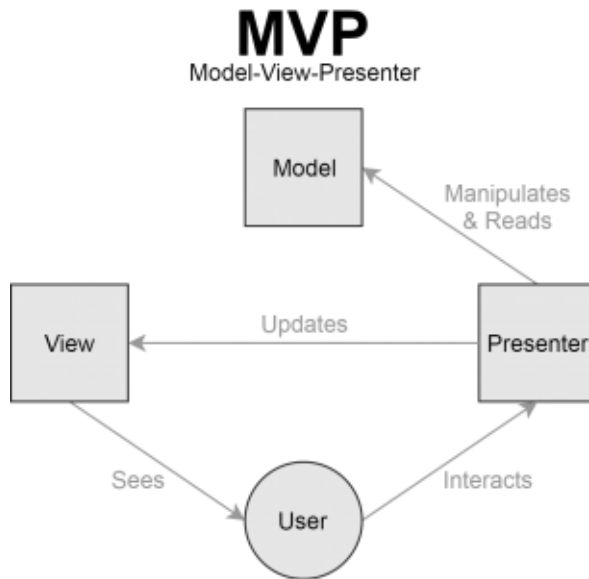 MVP
Model-View-Presenter
Model
Manipulates
& Reads
Updates
View
Presenter
Sees
Interacts
User